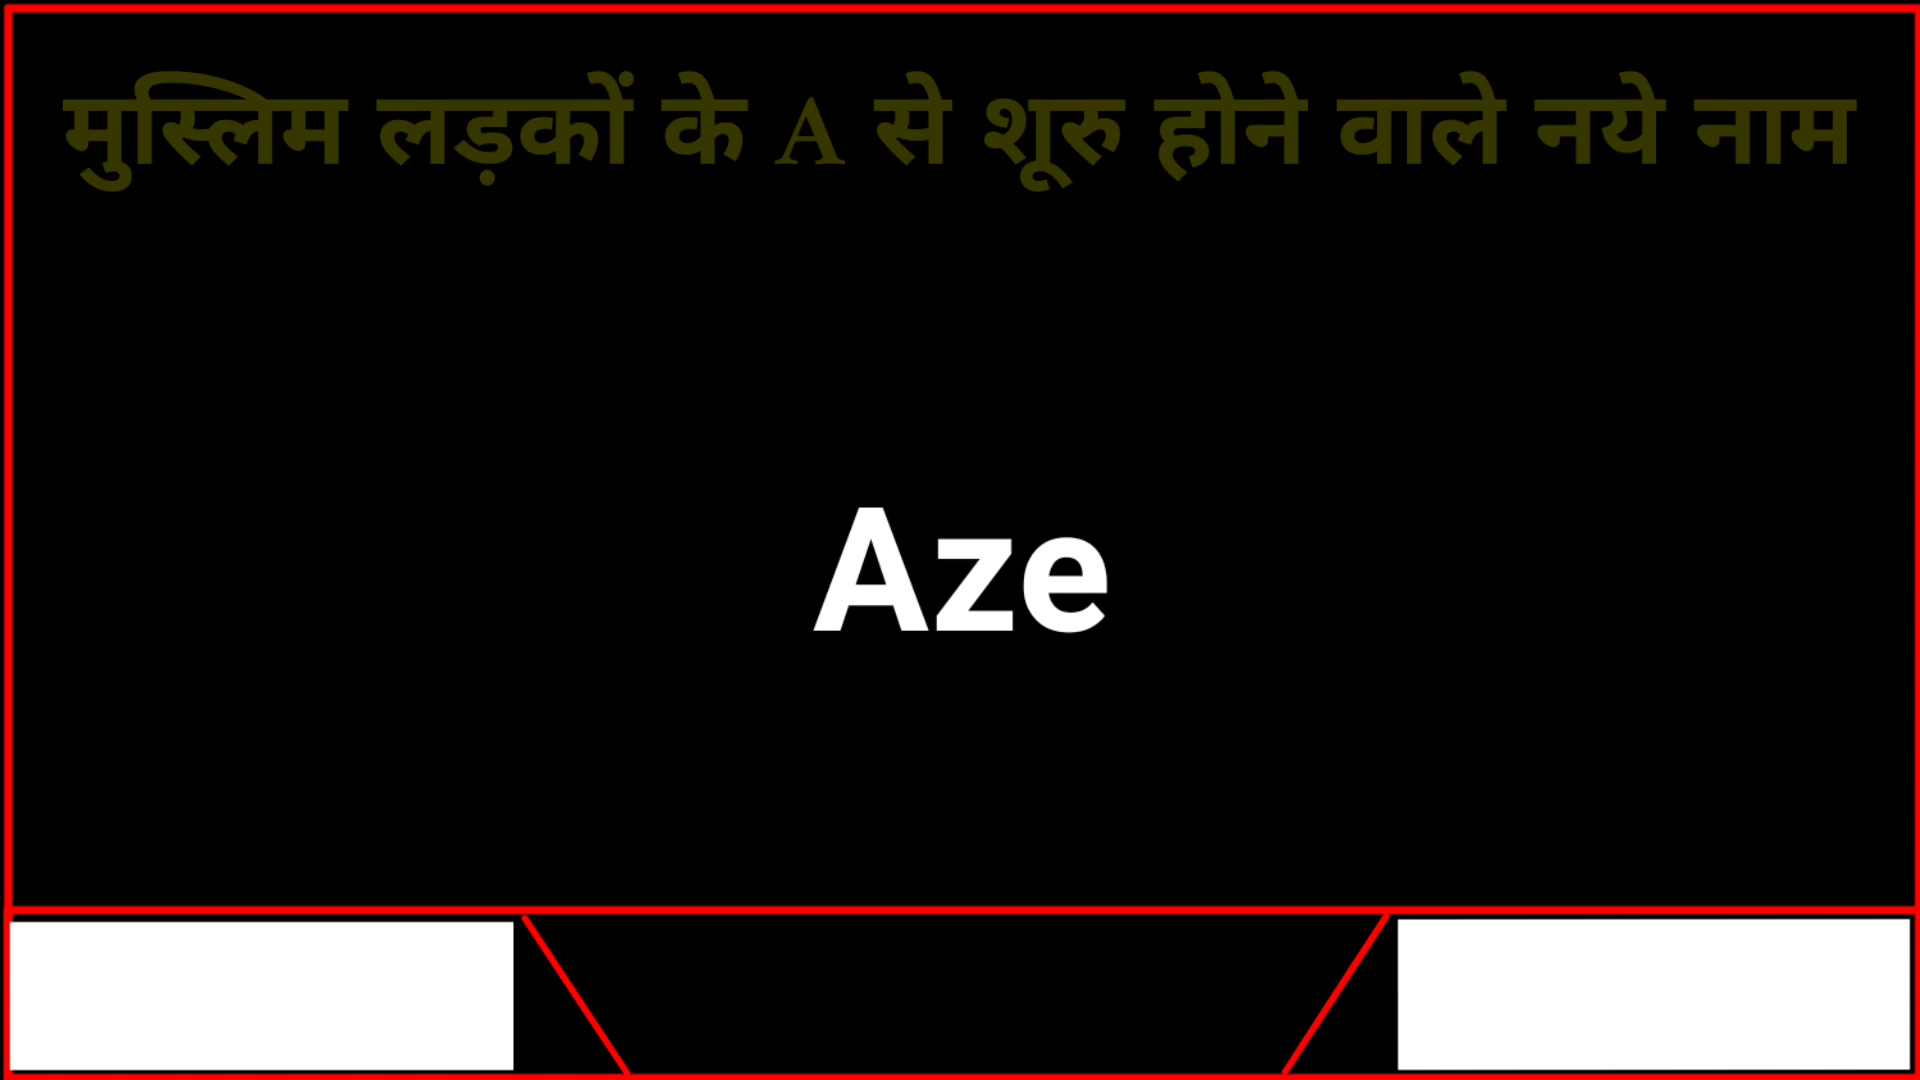 मुस्लिम लड़कों के A से शूरु होने वाले नये नाम
Aze